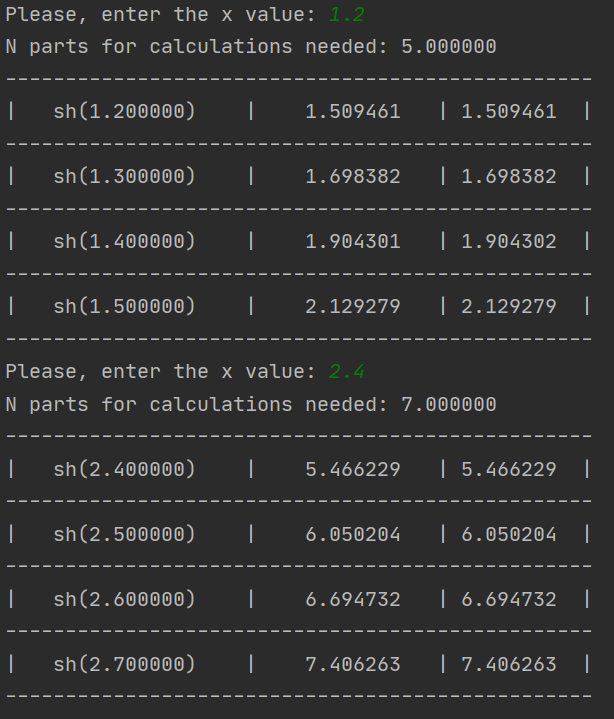 Please, enter the x value: 1.2
N parts for calculations needed: 5.000000
-------------------------------------------------
|   sh(1.200000)    |    1.509461   | 1.509461  |
-------------------------------------------------
|   sh(1.300000)    |    1.698382   | 1.698382  |
-------------------------------------------------
|   sh(1.400000)    |    1.904301   | 1.904302  |
-------------------------------------------------
|   sh(1.500000)    |    2.129279   | 2.129279  |
-------------------------------------------------
Please, enter the x value: 2.4
N parts for calculations needed: 7.000000
-------------------------------------------------
|   sh(2.400000)    |    5.466229   | 5.466229  |
-------------------------------------------------
|   sh(2.500000)    |    6.050204   | 6.050204  |
-------------------------------------------------
|   sh(2.600000)    |    6.694732   | 6.694732  |
-------------------------------------------------
|   sh(2.700000)    |    7.406263   | 7.406263  |
-------------------------------------------------